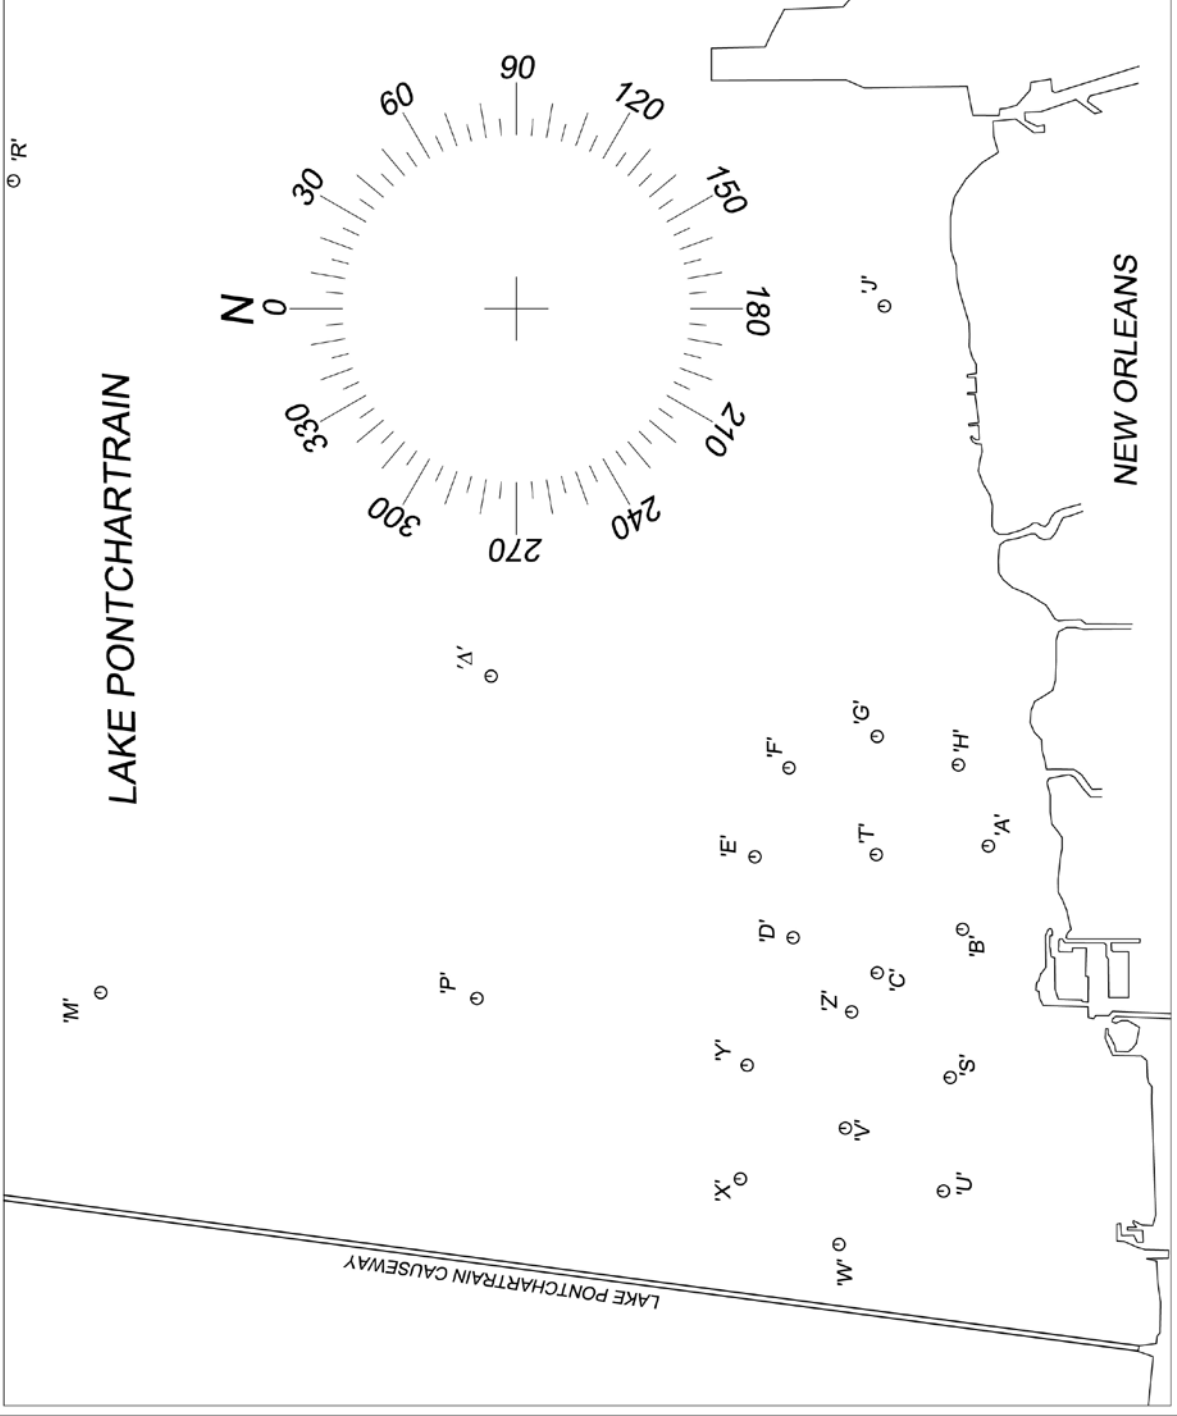 'R'
90
60
120
30
150
N
0
180
'J'
LAKE PONTCHARTRAIN
NEW ORLEANS
330
210
300
240
270
'Δ'
'G'
'F'
'H'
'E'
'T'
'A'
'D'
'B'
'M'
'P'
'C'
'Z'
'Y'
'S'
'V'
'X'
'U'
'W'
LAKE PONTCHARTRAIN CAUSEWAY